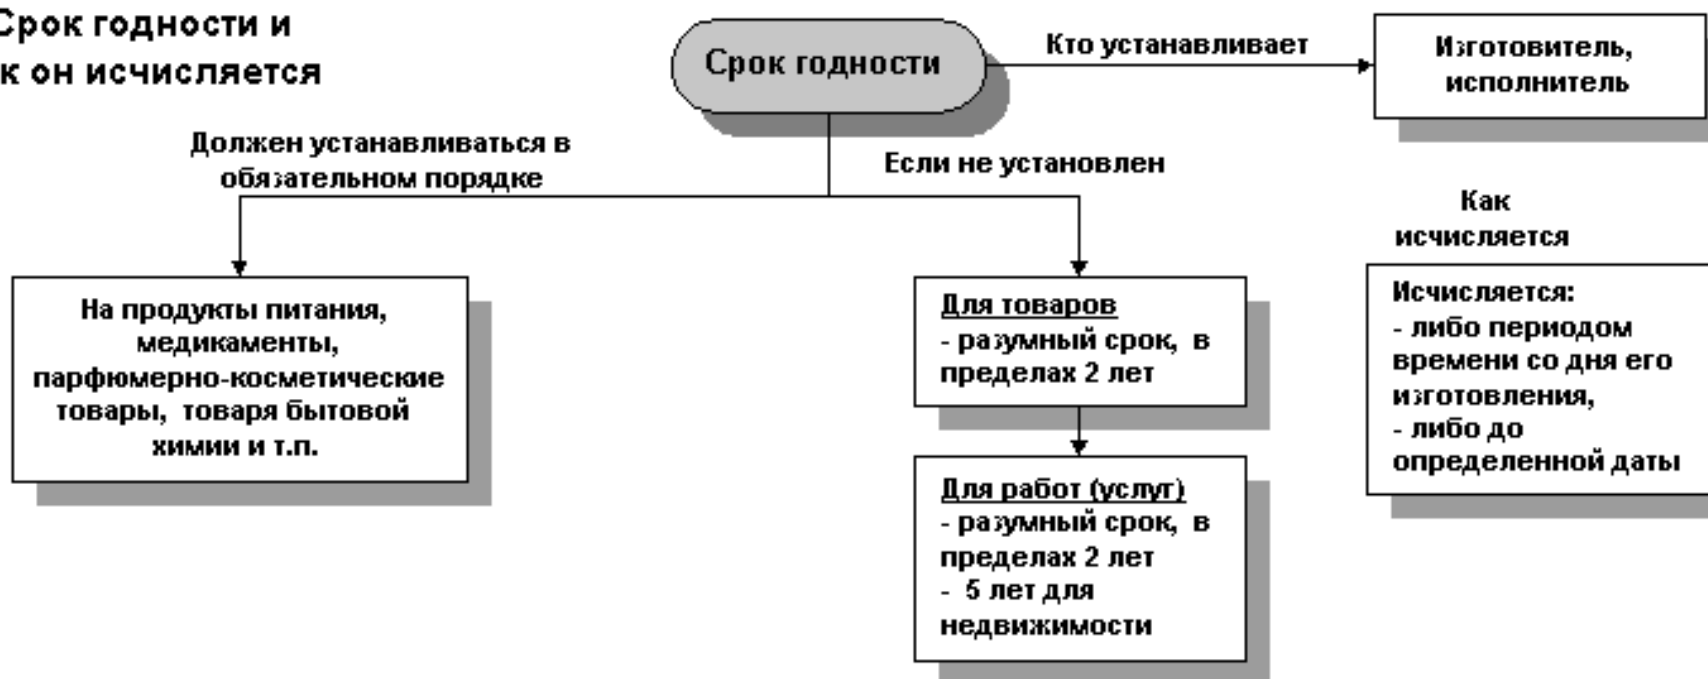 Срок годности и
к он исчисляется
Срок годности
Кто устанавливает
Изготовитель,
исполнитель
Должен устанавливаться в
обязательном порядке
Если не установлен
Как
исчисляется
На продукты питания,
медикаменты,
парфюмерно-косметические
товары, товаря бытовой
химии и т.п.
Для товаров
- разумный срок, в
пределах 2 лет
Для работ (услуг)
- разумный срок, в
пределах 2 лет
- 5 лет для
недвижимости
Исчисляется:
- либо периодом
времени со дня его
изготовления,
- либо до
определенной даты